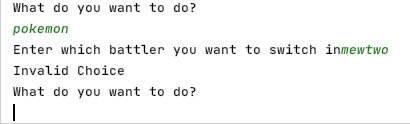 What do you want to do?
pokemon
Enter which battler you want to switch inmewtwo
Invalid Choice
What do you want to do?